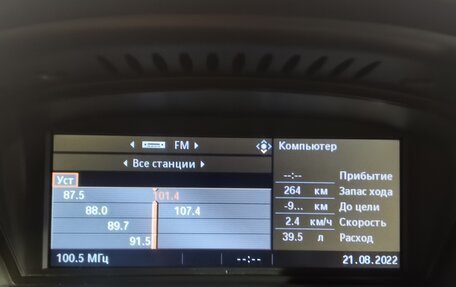 FM
Все станции
Уст
87.5 101.4
88.0 107.4
89.7
91.5
100.5 МГц
--:--
Компьютер
--:-- Прибытие
264 км Запас хода
-9... км До цели
2.4 км/ч Скорость
39.5 л Расход
21.08.2022